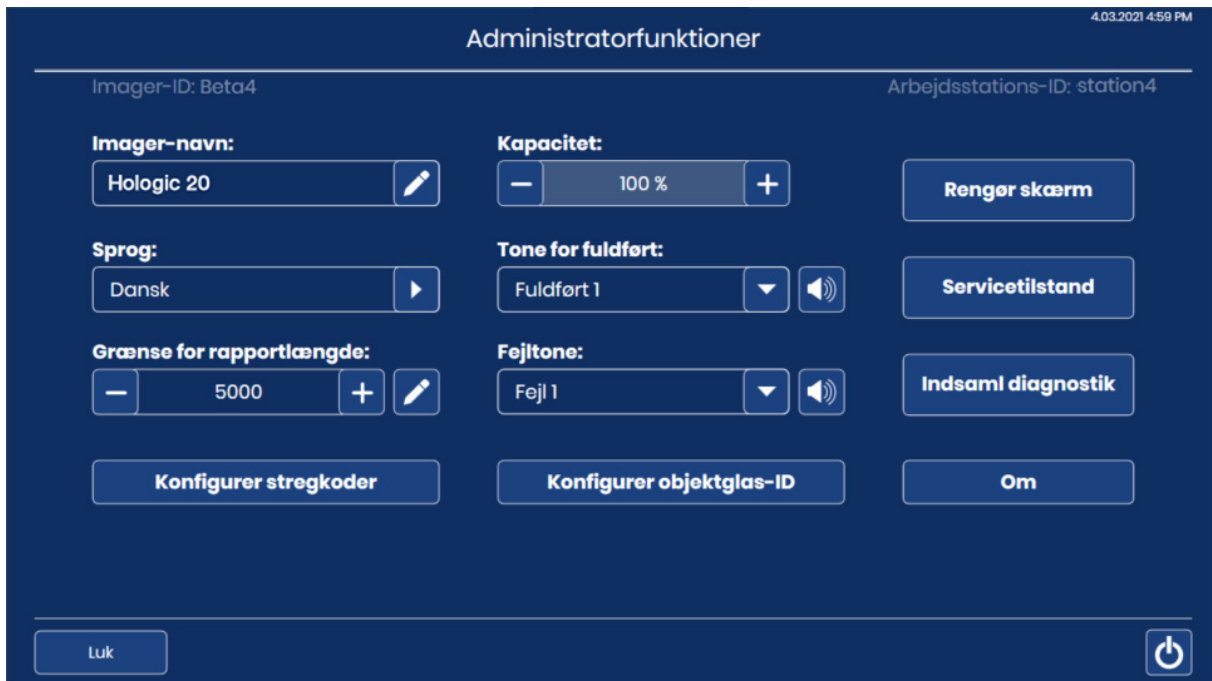 4.03.2021 4:59 PM
Administratorfunktioner
Imager-ID: Beta4
Arbejdsstations-ID: station4
Imager-navn:
Hologic 20
Kapacitet:
100 %
Rengør skærm
Sprog:
Dansk
Tone for fuldført:
Fuldført 1
Servicetilstand
Grænse for rapportlængde:
5000
Fejltone:
Fejl 1
Indsaml diagnostik
Konfigurer stregkoder
Konfigurer objektglas-ID
Om
Luk